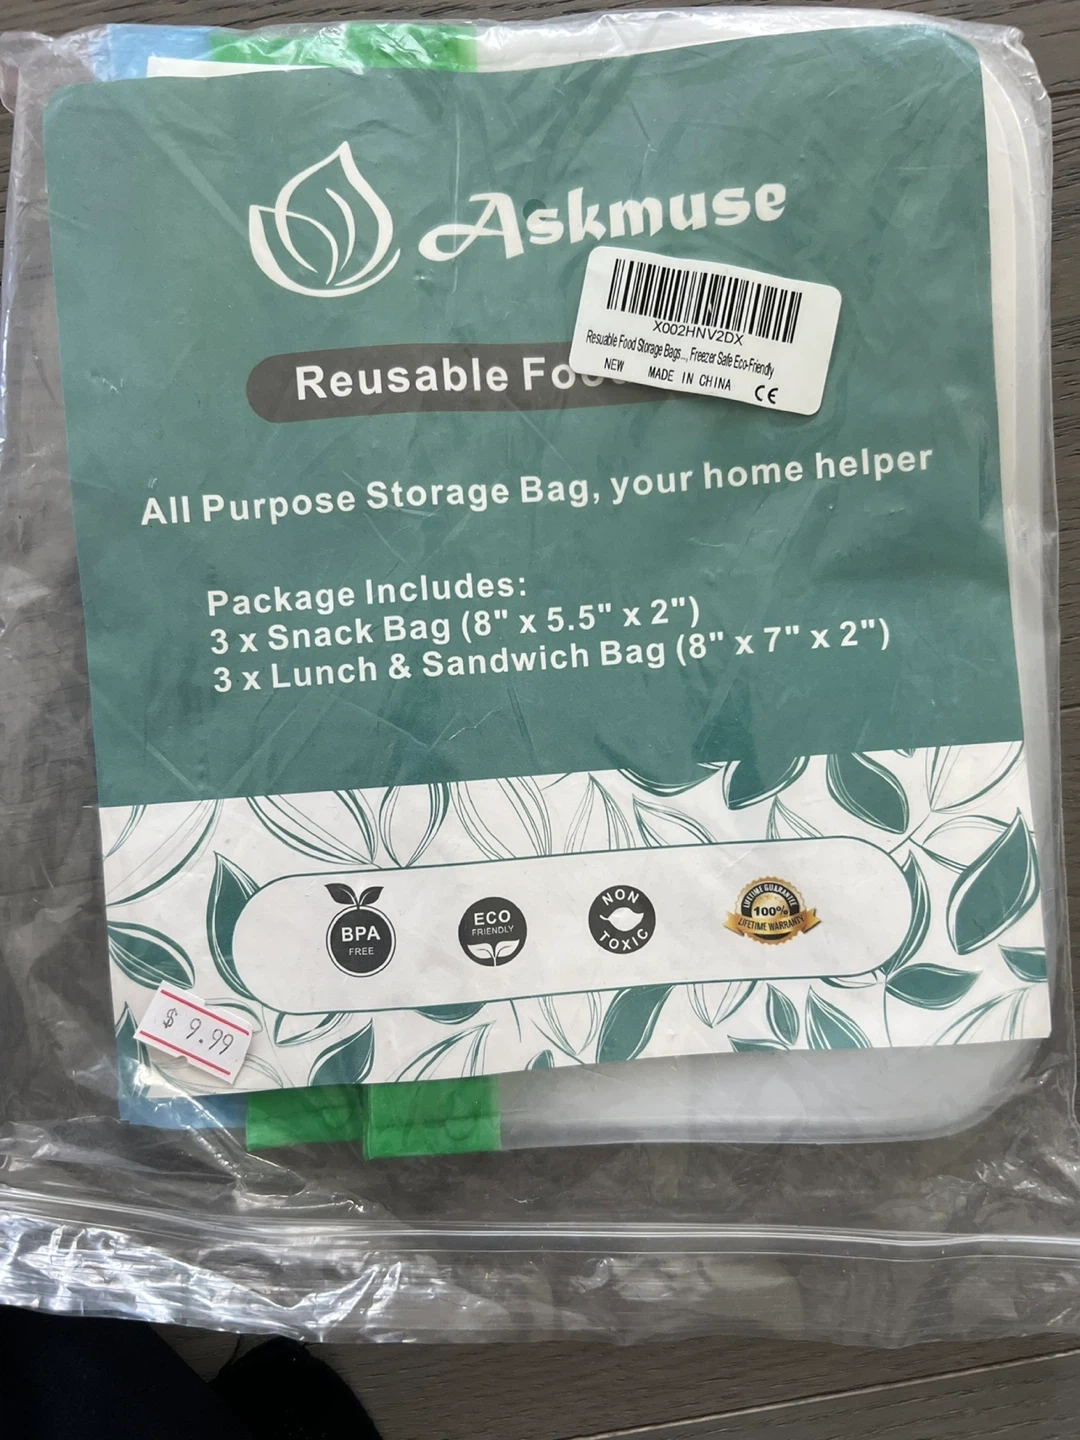 Askmuse
X002HNV2DX
Resuable Food Storage Bags..., Freezer Safe Eco-Friendly
NEW MADE IN CHINA CE
Reusable Foo
All Purpose Storage Bag, your home helper
Package Includes:
3 x Snack Bag (8" x 5.5" x 2")
3 x Lunch & Sandwich Bag (8" x 7" x 2")
BPA
FREE
ECO
FRIENDLY
NON
TOXIC
LIFETIME GUARANTEE
100%
LIFETIME WARRANTY
$ 9.99